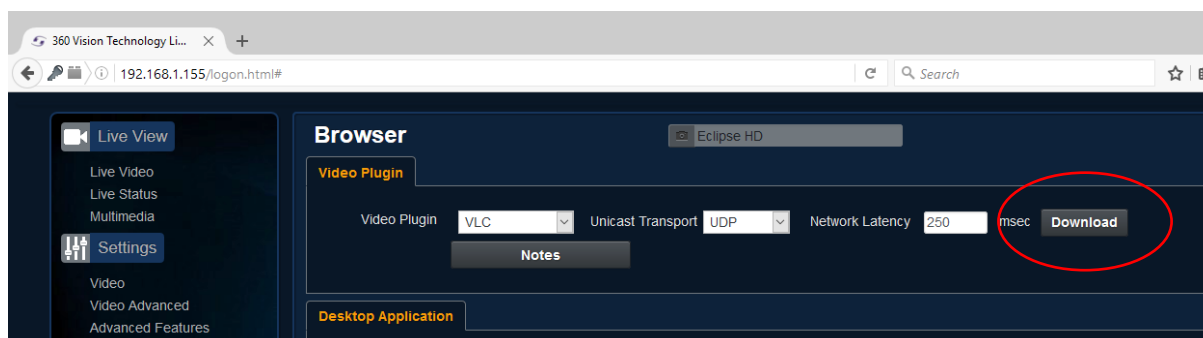 360 Vision Technology Li...
192.168.1.155/logon.html#
Search
Live View
Live Video
Live Status
Multimedia
Settings
Video
Video Advanced
Advanced Features
Browser
Eclipse HD
Video Plugin
Video Plugin VLC Unicast Transport UDP Network Latency 250 msec Download
Notes
Desktop Application